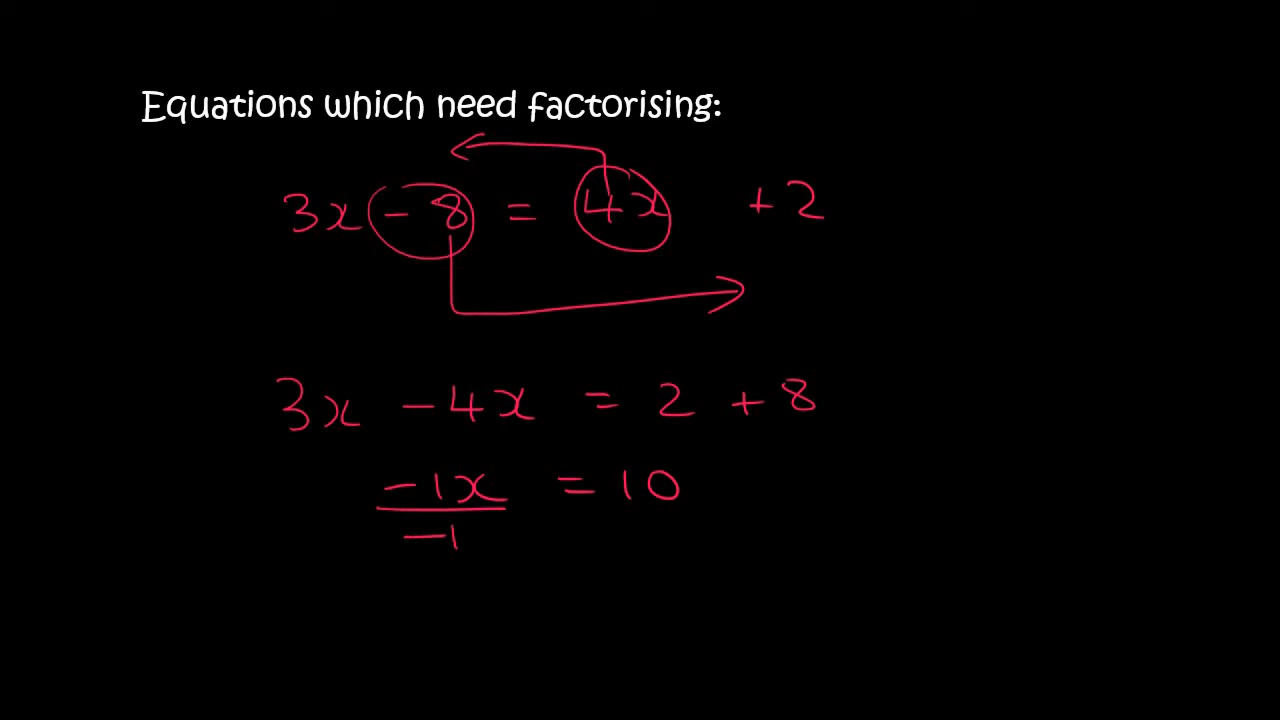 Equations which need factorising:
3x - 8 = 4x + 2
3x - 4x = 2 + 8
-1x = 10
-1